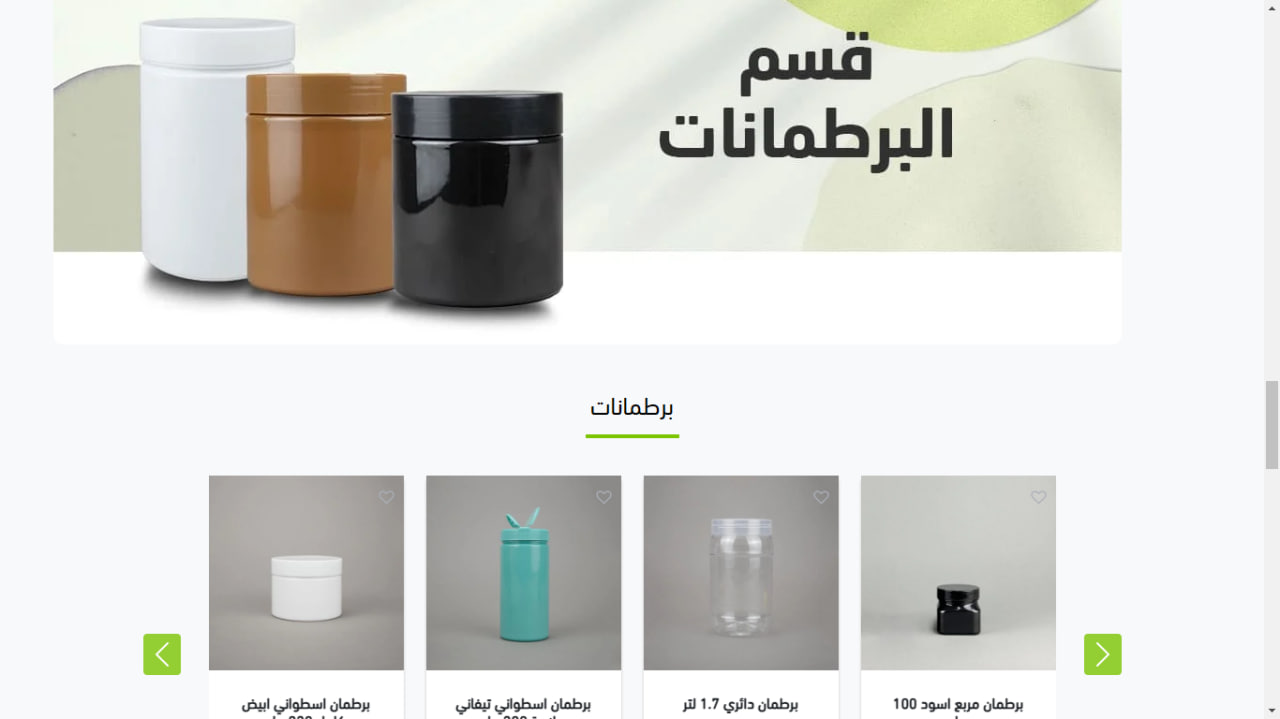 قسم
البرطمانات
برطمانات
برطمان مربع اسود 100
برطمان دائري 1.7 لتر
برطمان اسطواني تيفاني
برطمان اسطواني ابيض